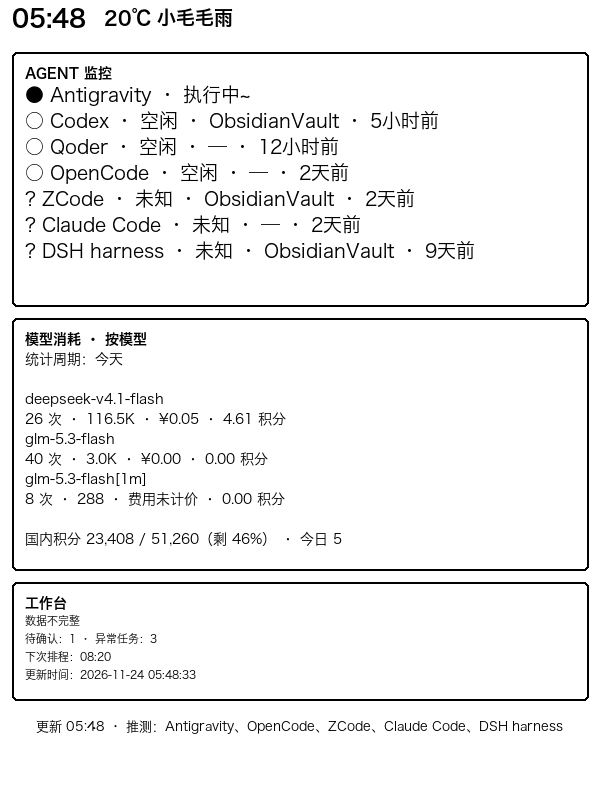 05:48 20℃ 小毛毛雨
AGENT 监控
● Antigravity · 执行中~
○ Codex · 空闲 · ObsidianVault · 5小时前
○ Qoder · 空闲 · — · 12小时前
○ OpenCode · 空闲 · — · 2天前
? ZCode · 未知 · ObsidianVault · 2天前
? Claude Code · 未知 · — · 2天前
? DSH harness · 未知 · ObsidianVault · 9天前
模型消耗 · 按模型
统计周期：今天
deepseek-v4.1-flash
26 次 · 116.5K · ¥0.05 · 4.61 积分
glm-5.3-flash
40 次 · 3.0K · ¥0.00 · 0.00 积分
glm-5.3-flash[1m]
8 次 · 288 · 费用未计价 · 0.00 积分
国内积分 23,408 / 51,260（剩 46%） · 今日 5
工作台
数据不完整
待确认：1 · 异常任务：3
下次排程：08:20
更新时间：2026-11-24 05:48:33
更新 05:48 · 推测：Antigravity、OpenCode、ZCode、Claude Code、DSH harness